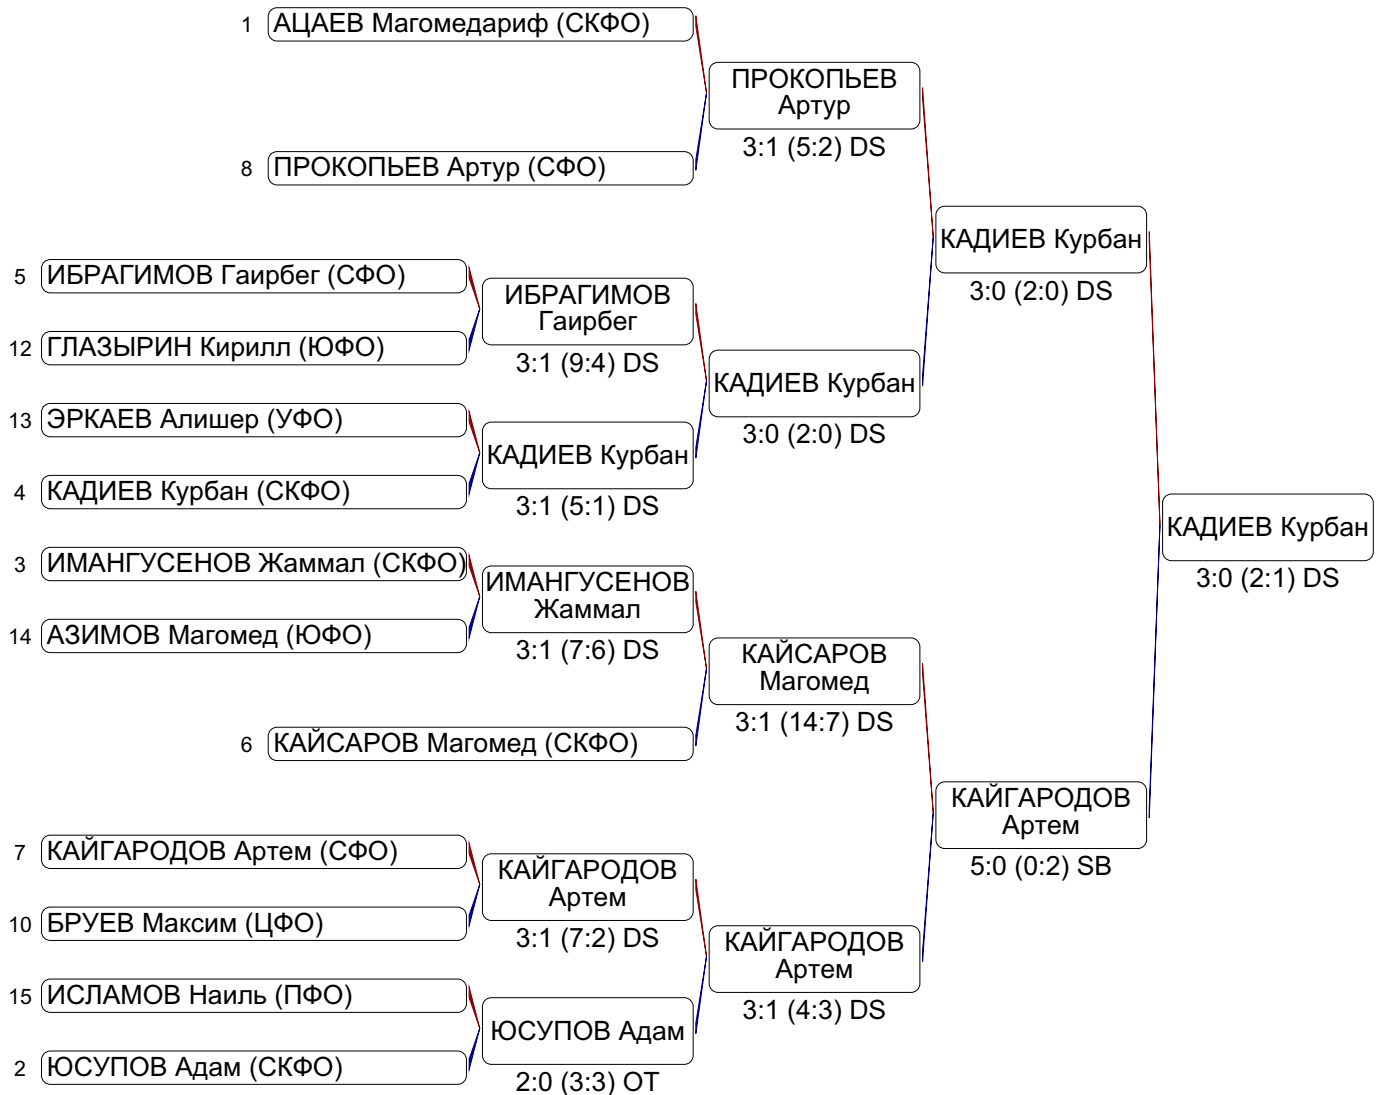 1 АЦАЕВ Магомедариф (СКФО)
ПРОКОПЬЕВ
Артур
3:1 (5:2) DS
8 ПРОКОПЬЕВ Артур (СФО)
КАДИЕВ Курбан
3:0 (2:0) DS
5 ИБРАГИМОВ Гаирбег (СФО)
ИБРАГИМОВ
Гаирбег
3:1 (9:4) DS
12 ГЛАЗЫРИН Кирилл (ЮФО)
КАДИЕВ Курбан
3:0 (2:0) DS
13 ЭРКАЕВ Алишер (УФО)
КАДИЕВ Курбан
3:1 (5:1) DS
4 КАДИЕВ Курбан (СКФО)
КАДИЕВ Курбан
3:0 (2:1) DS
3 ИМАНГУСЕНОВ Жаммал (СКФО)
ИМАНГУСЕНОВ
Жаммал
3:1 (7:6) DS
14 АЗИМОВ Магомед (ЮФО)
КАЙСАРОВ
Магомед
3:1 (14:7) DS
6 КАЙСАРОВ Магомед (СКФО)
КАЙГАРОДОВ
Артем
5:0 (0:2) SB
7 КАЙГАРОДОВ Артем (СФО)
КАЙГАРОДОВ
Артем
3:1 (7:2) DS
10 БРУЕВ Максим (ЦФО)
КАЙГАРОДОВ
Артем
3:1 (4:3) DS
15 ИСЛАМОВ Наиль (ПФО)
ЮСУПОВ Адам
2:0 (3:3) OT
2 ЮСУПОВ Адам (СКФО)